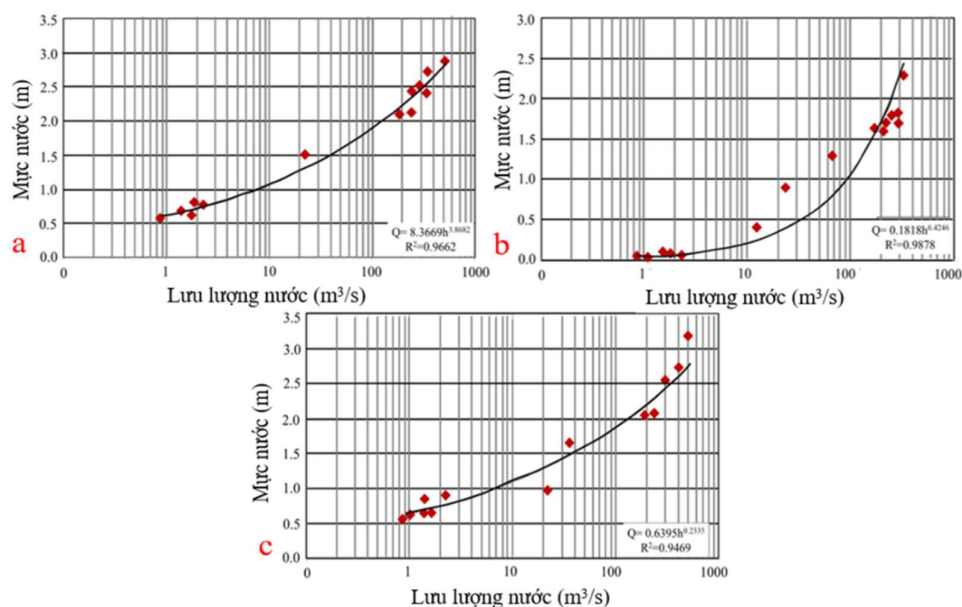 3.5
3.0
2.5
2.0
1.5
1.0
0.5
0.0
Mực nước (m)
a
Q= 8.3669h^3.8682
R²=0.9662
0 1 10 100 1000
Lưu lượng nước (m³/s)
3.0
2.5
2.0
1.5
1.0
0.5
0.0
Mực nước (m)
b
Q= 0.1818h^6.4246
R²=0.9878
0 1 10 100 1000
Lưu lượng nước (m³/s)
3.5
3.0
2.5
2.0
1.5
1.0
0.5
0.0
Mực nước (m)
c
Q= 0.6395h^0.2335
R²=0.9469
0 1 10 100 1000
Lưu lượng nước (m³/s)